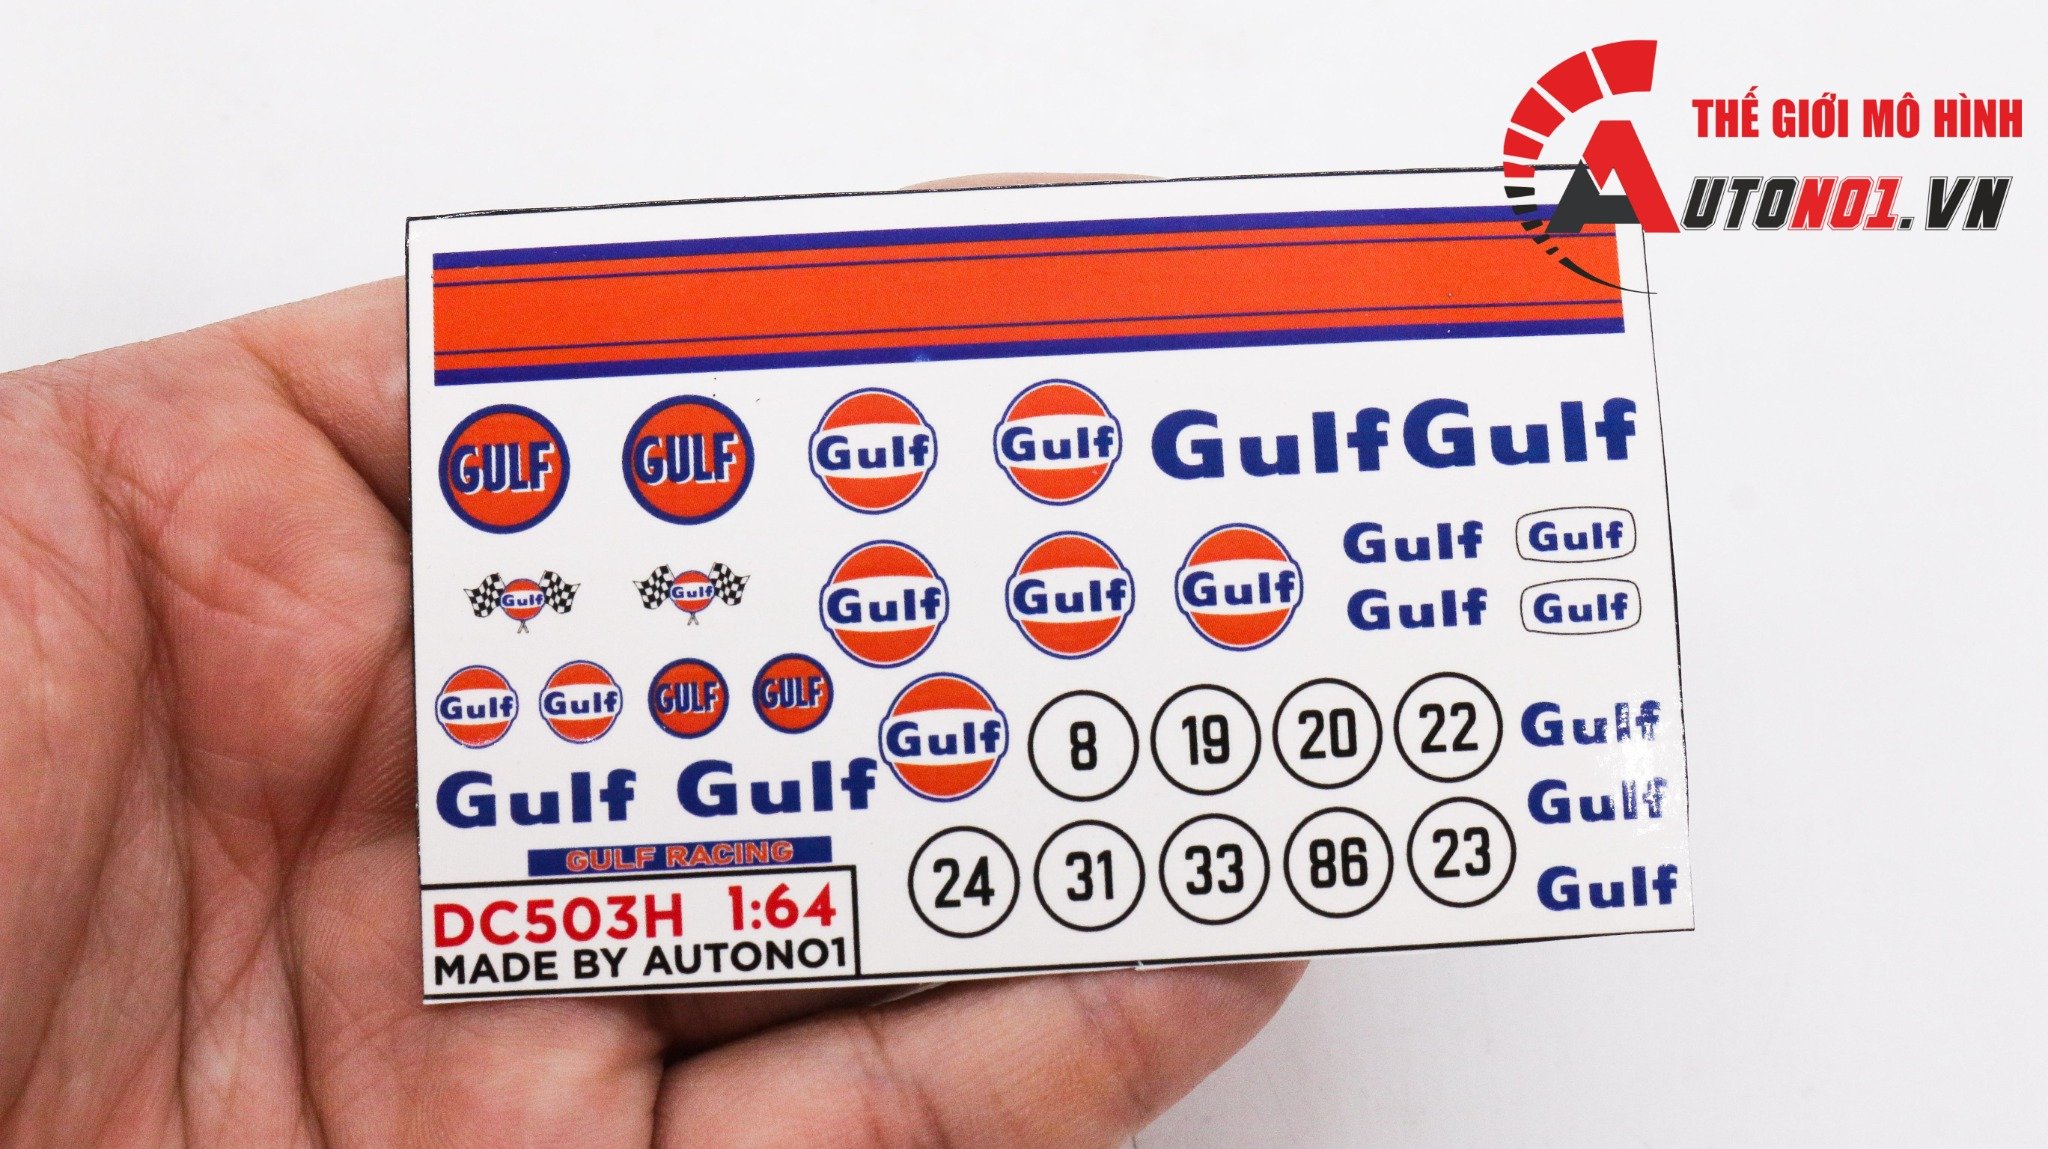 THẾ GIỚI MÔ HÌNH
AUTONO1.VN
GULF GULF Gulf Gulf Gulf Gulf
Gulf Gulf Gulf Gulf Gulf Gulf Gulf
Gulf Gulf
Gulf Gulf GULF GULF Gulf 8 19 20 22 Gulf
Gulf Gulf Gulf
GULF RACING 24 31 33 86 23 Gulf
DC503H 1:64
MADE BY AUTONO1